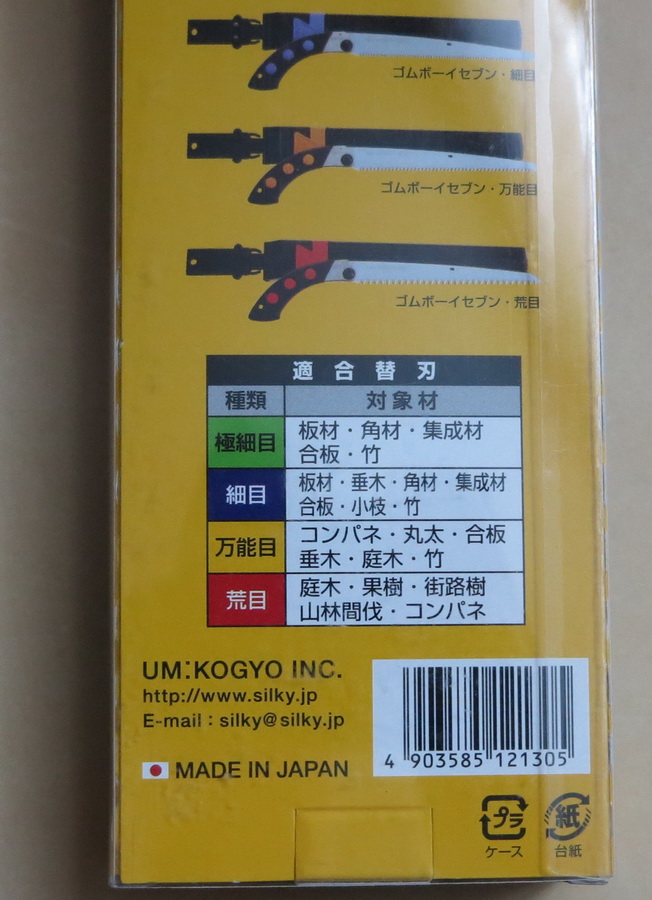 ゴムボーイセブン・細目
ゴムボーイセブン・万能目
ゴムボーイセブン・荒目
適合替刃
種類 対象材
極細目 板材・角材・集成材
合板・竹
細目 板材・垂木・角材・集成材
合板・小枝・竹
万能目 コンパネ・丸太・合板
垂木・庭木・竹
荒目 庭木・果樹・街路樹
山林間伐・コンパネ
UM:KOGYO INC.
http://www.silky.jp
E-mail：silky@silky.jp
MADE IN JAPAN
4 903585 121305
プラ 紙
ケース 台紙